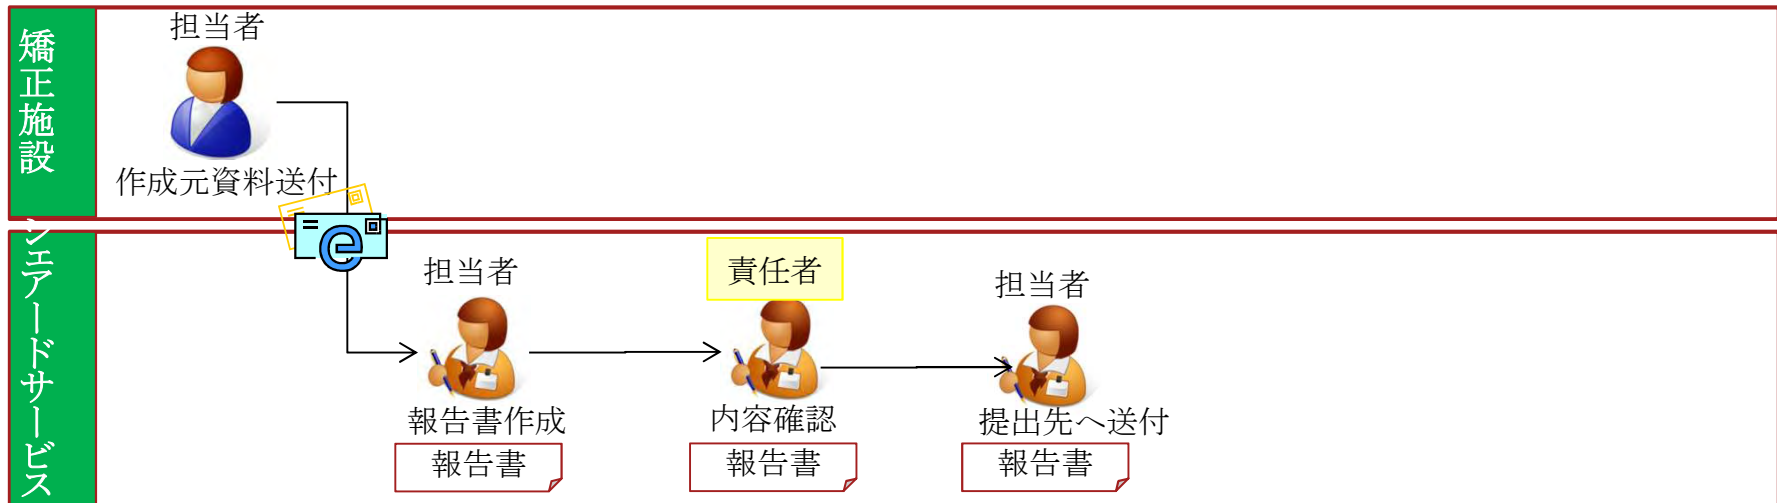 矯正施設
担当者
作成元資料送付
シェアードサービス
担当者
責任者
担当者
報告書作成
内容確認
提出先へ送付
報告書
報告書
報告書